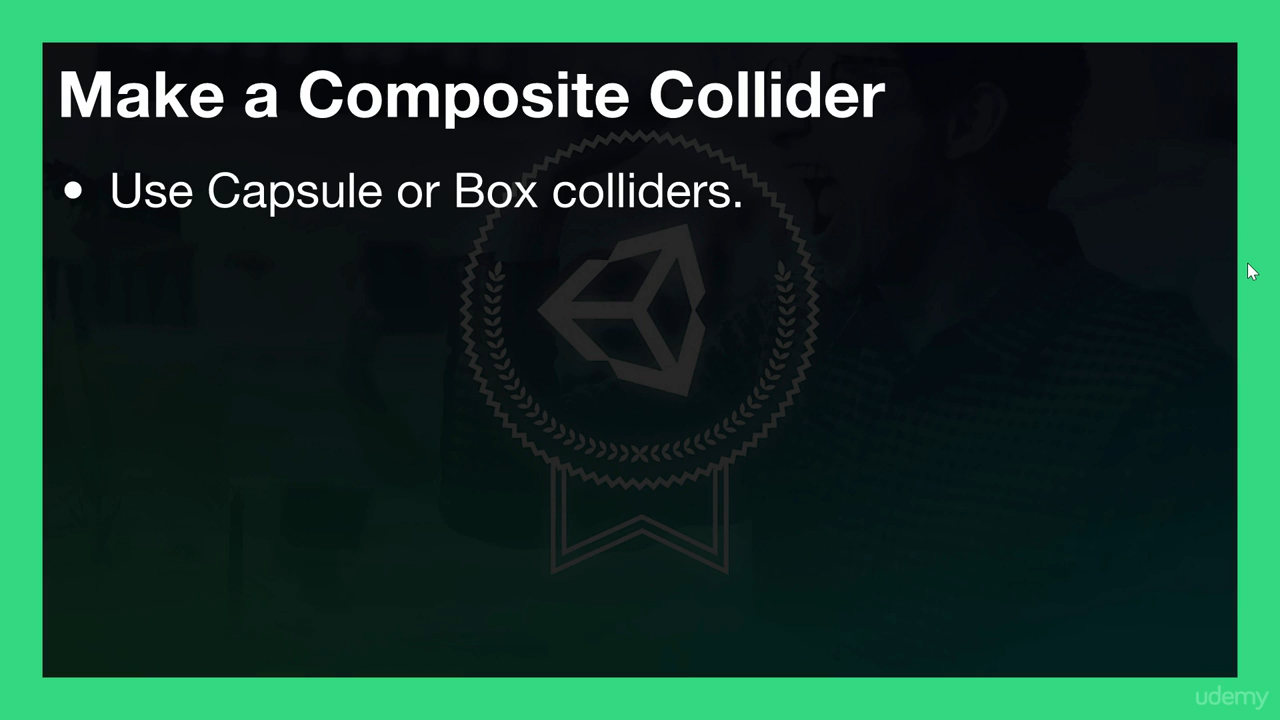 Make a Composite Collider
• Use Capsule or Box colliders.
udemy